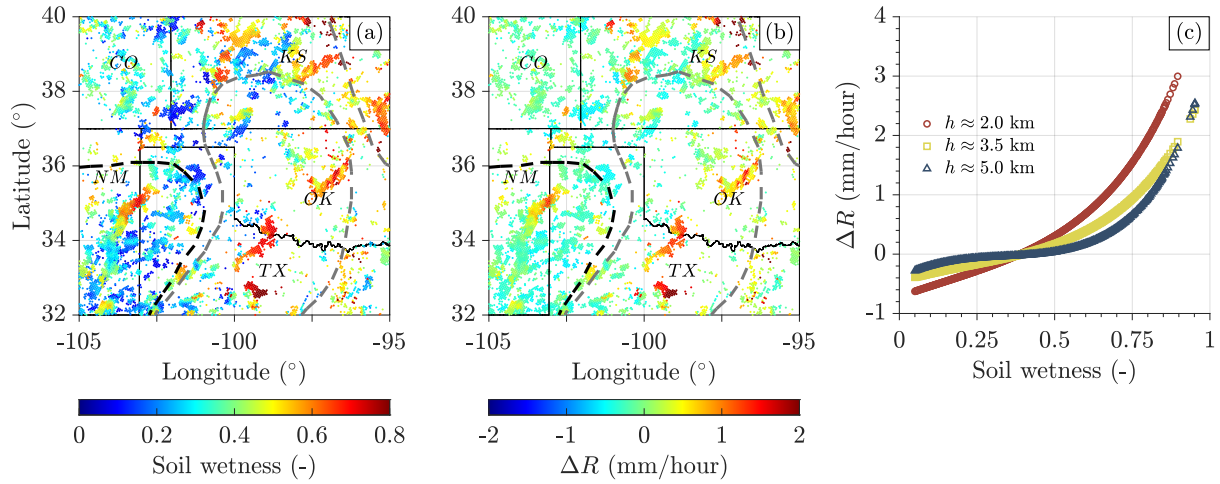 40
38
36
34
32
Latitude (°)
(a)
CO
KS
NM
OK
TX
-105
-100
-95
Longitude (°)
0
0.2
0.4
0.6
0.8
Soil wetness (-)
40
38
36
34
32
(b)
CO
KS
NM
OK
TX
-105
-100
-95
Longitude (°)
-2
-1
0
1
2
ΔR (mm/hour)
4
3
2
1
0
-1
ΔR (mm/hour)
(c)
h ≈ 2.0 km
h ≈ 3.5 km
h ≈ 5.0 km
0
0.25
0.5
0.75
1
Soil wetness (-)